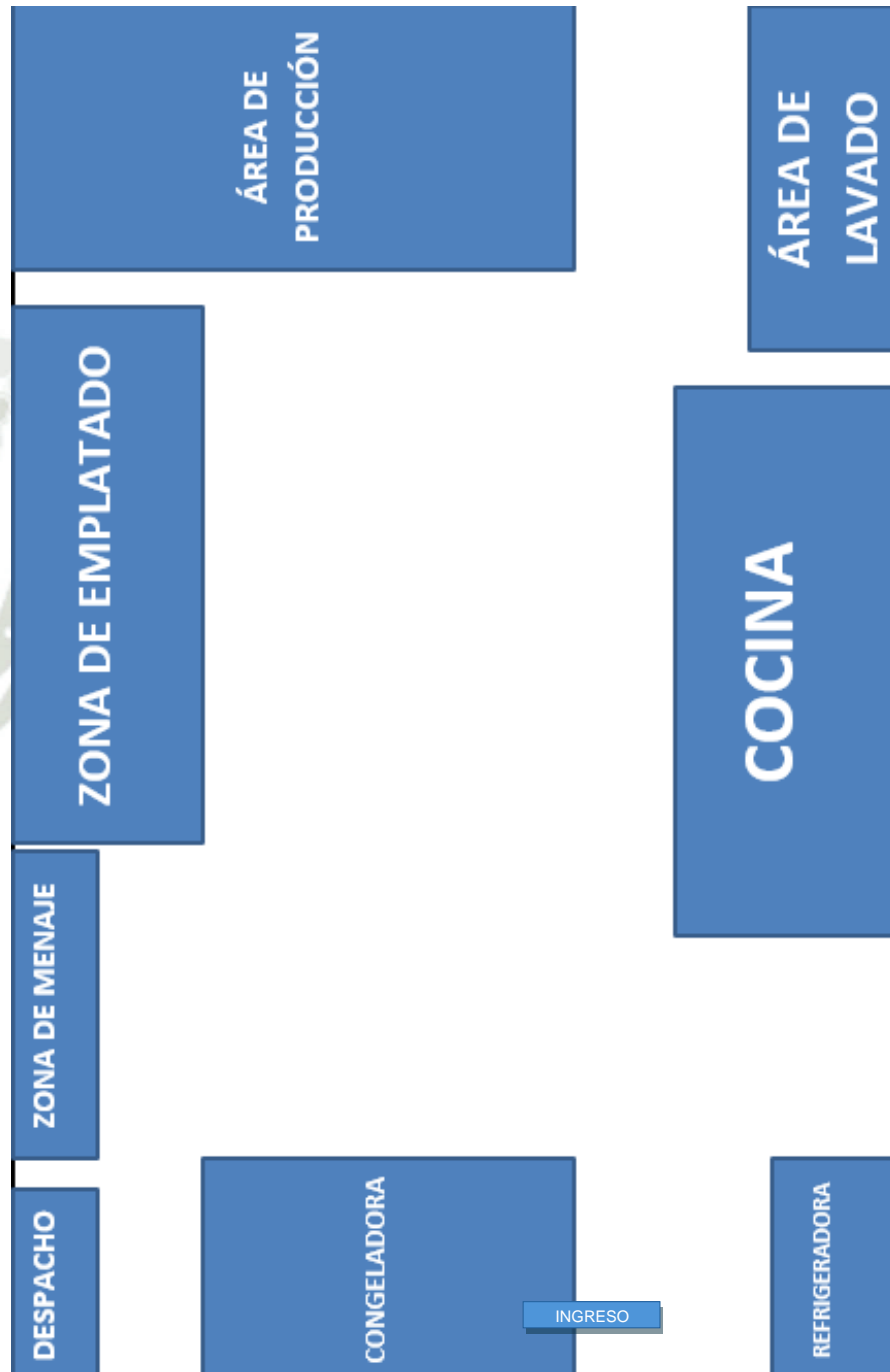 ÁREA DE
PRODUCCIÓN
ÁREA DE
LAVADO
ZONA DE EMPLATADO
COCINA
ZONA DE MENAJE
DESPACHO
CONGELADORA
REFRIGERADORA
INGRESO